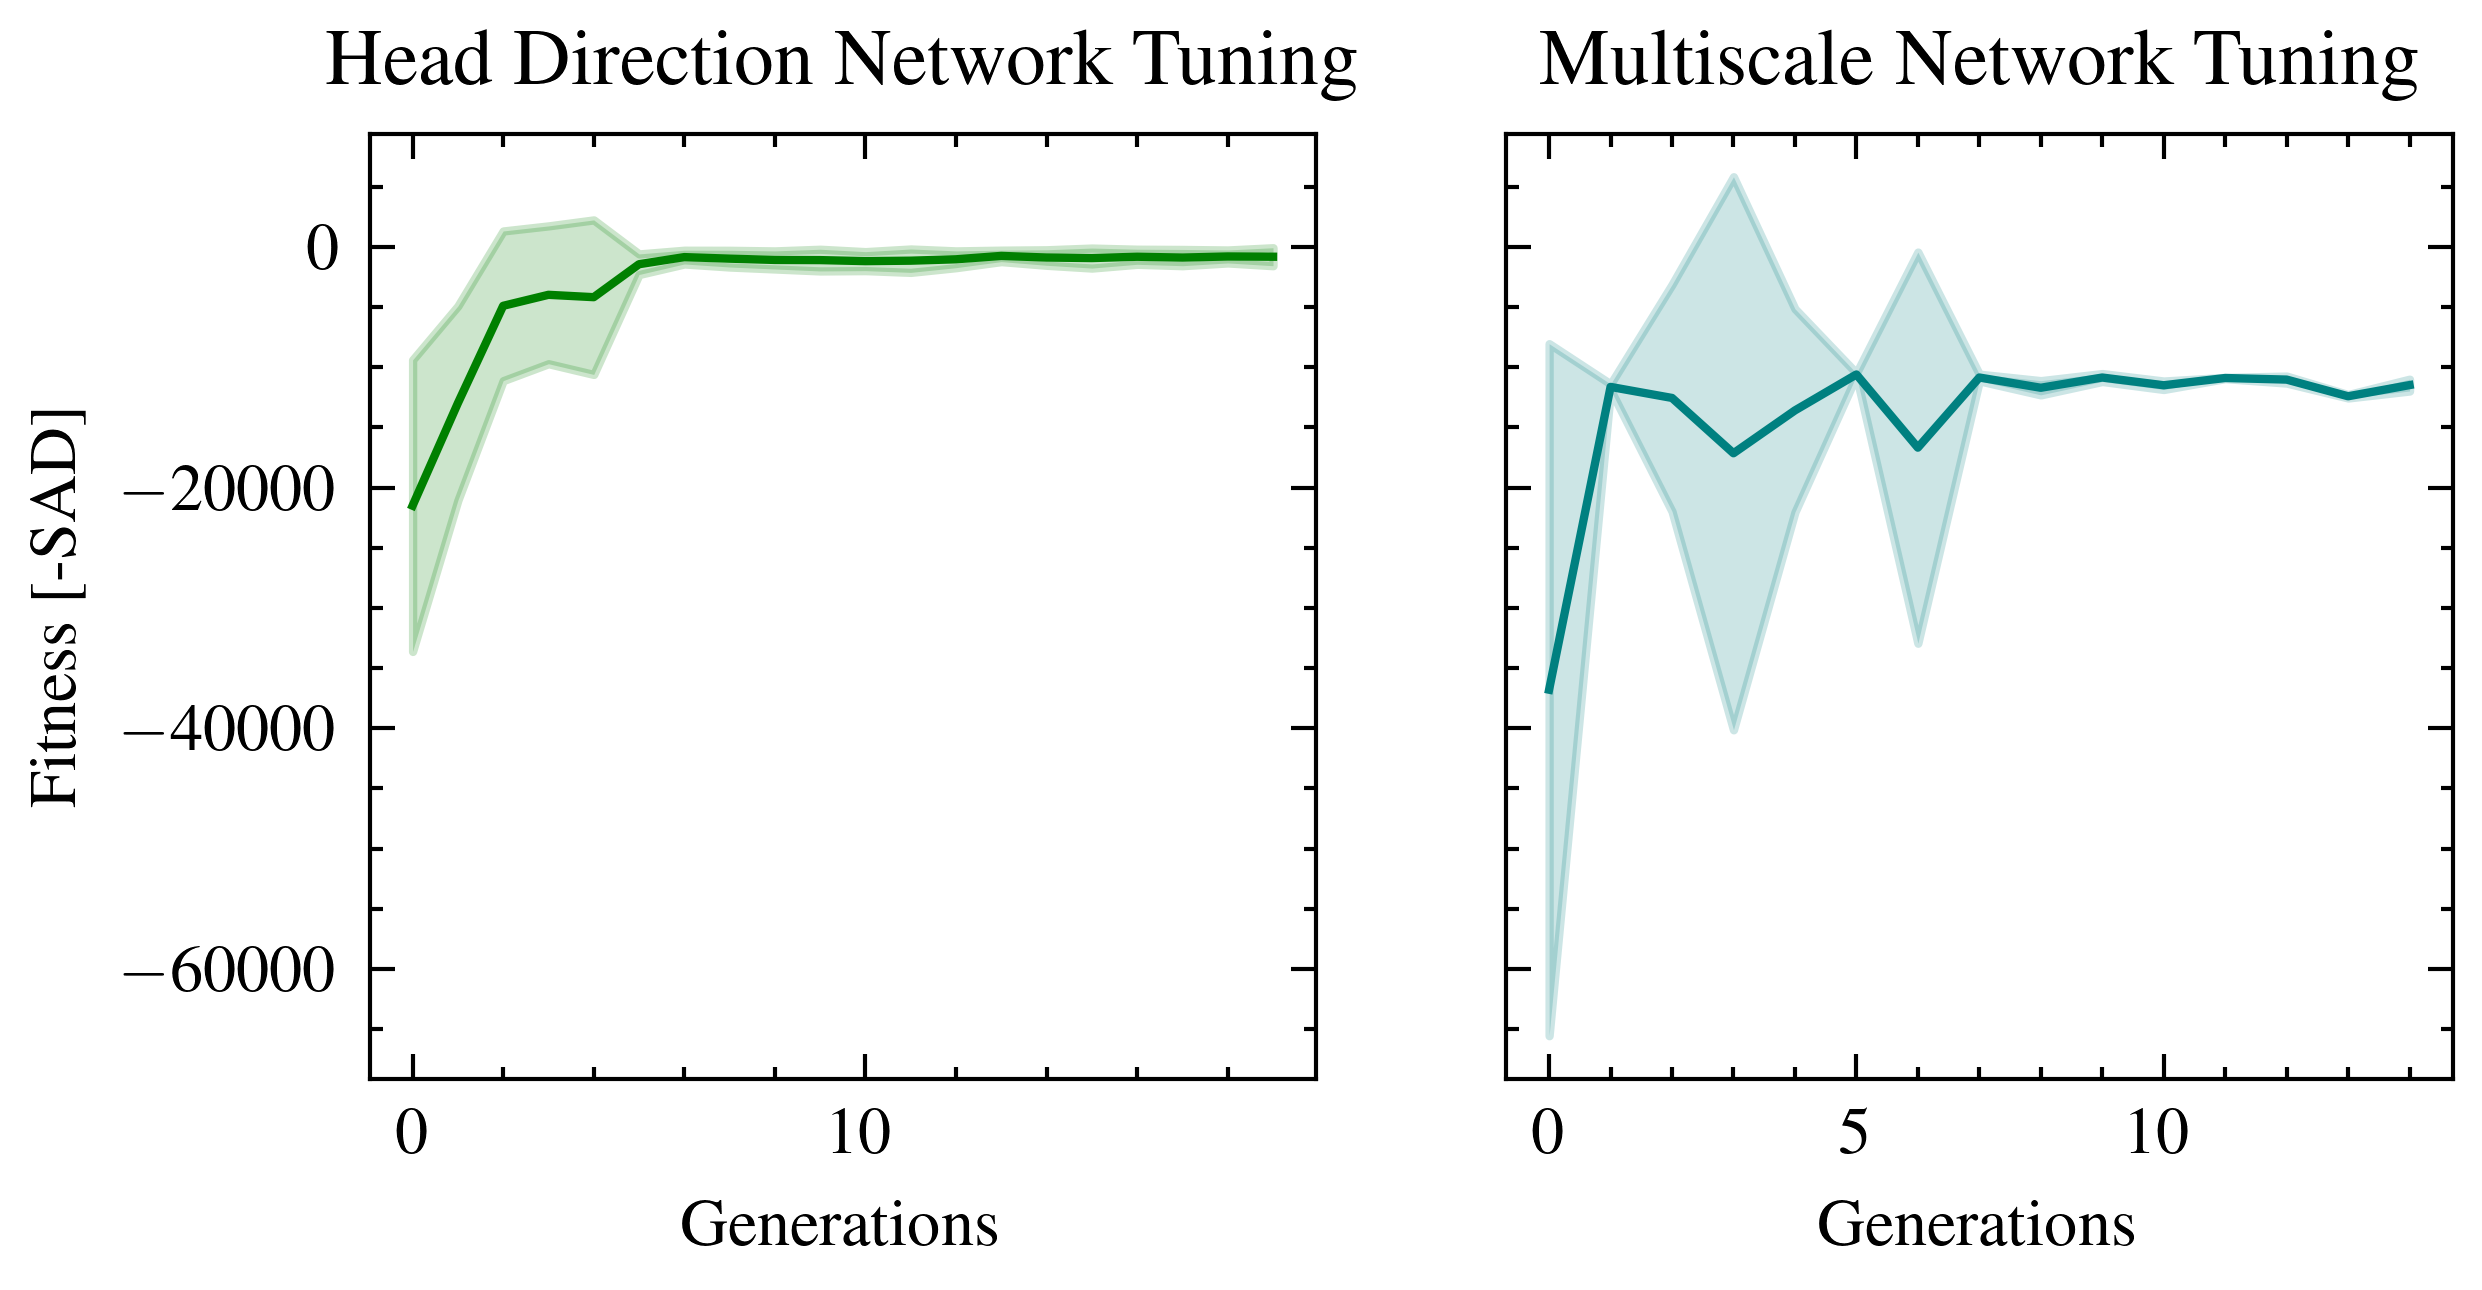 Head Direction Network Tuning
Multiscale Network Tuning
Fitness [-SAD]
0
−20000
−40000
−60000
0
10
0
5
10
Generations
Generations